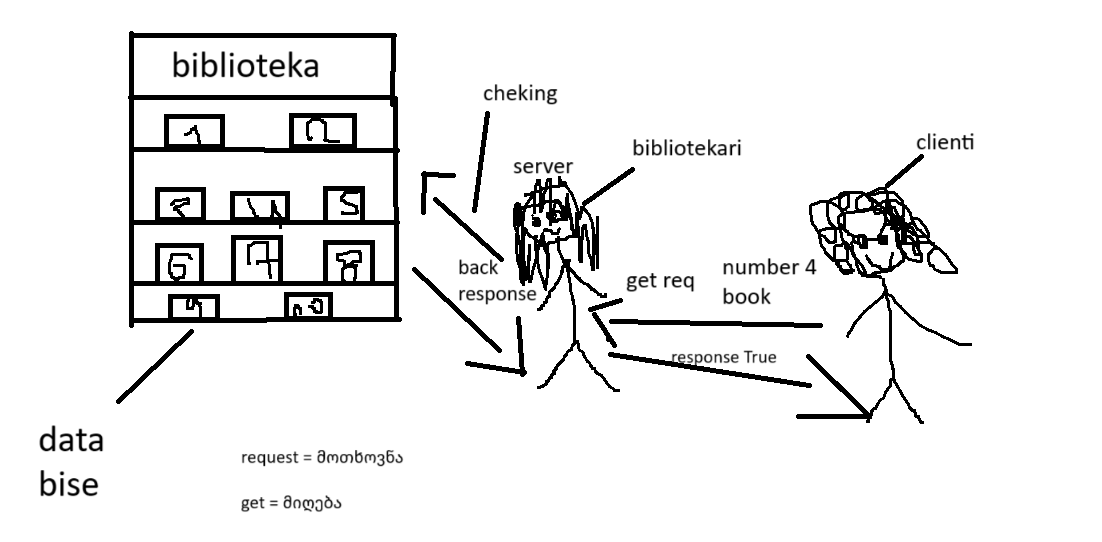 biblioteka
cheking
server
bibliotekari
clienti
back
response
get req
number 4
book
response True
data
bise
request = მოთხოვნა
get = მიღება